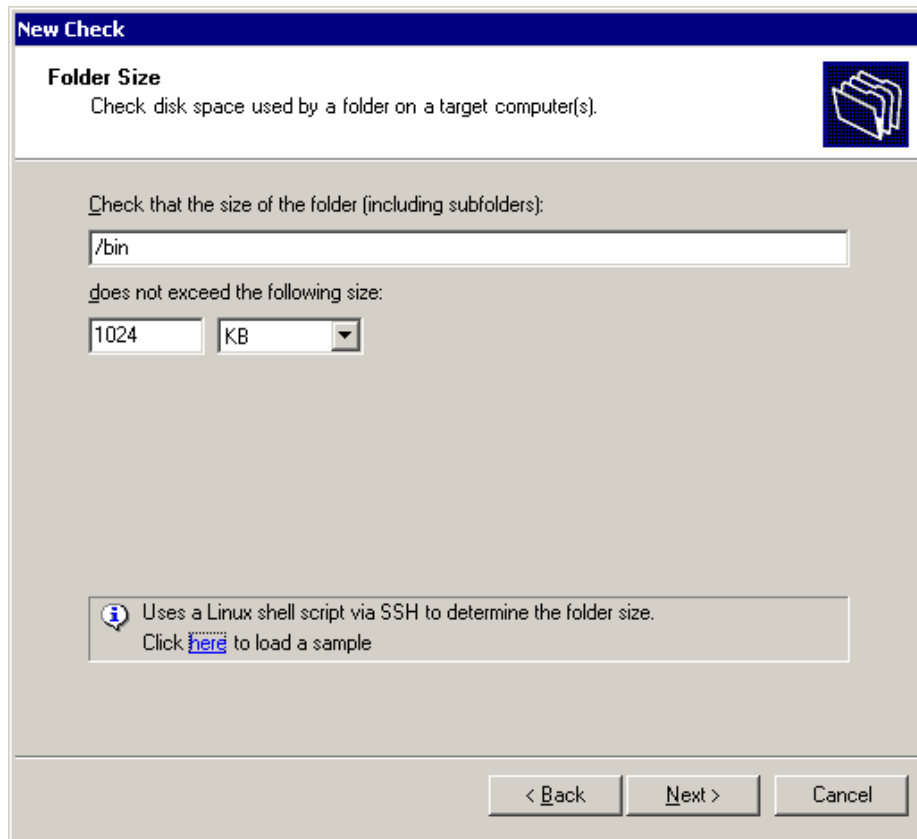 New Check
Folder Size
Check disk space used by a folder on a target computer(s).
Check that the size of the folder (including subfolders):
/bin
does not exceed the following size:
1024 KB
Uses a Linux shell script via SSH to determine the folder size.
Click here to load a sample
< Back Next > Cancel